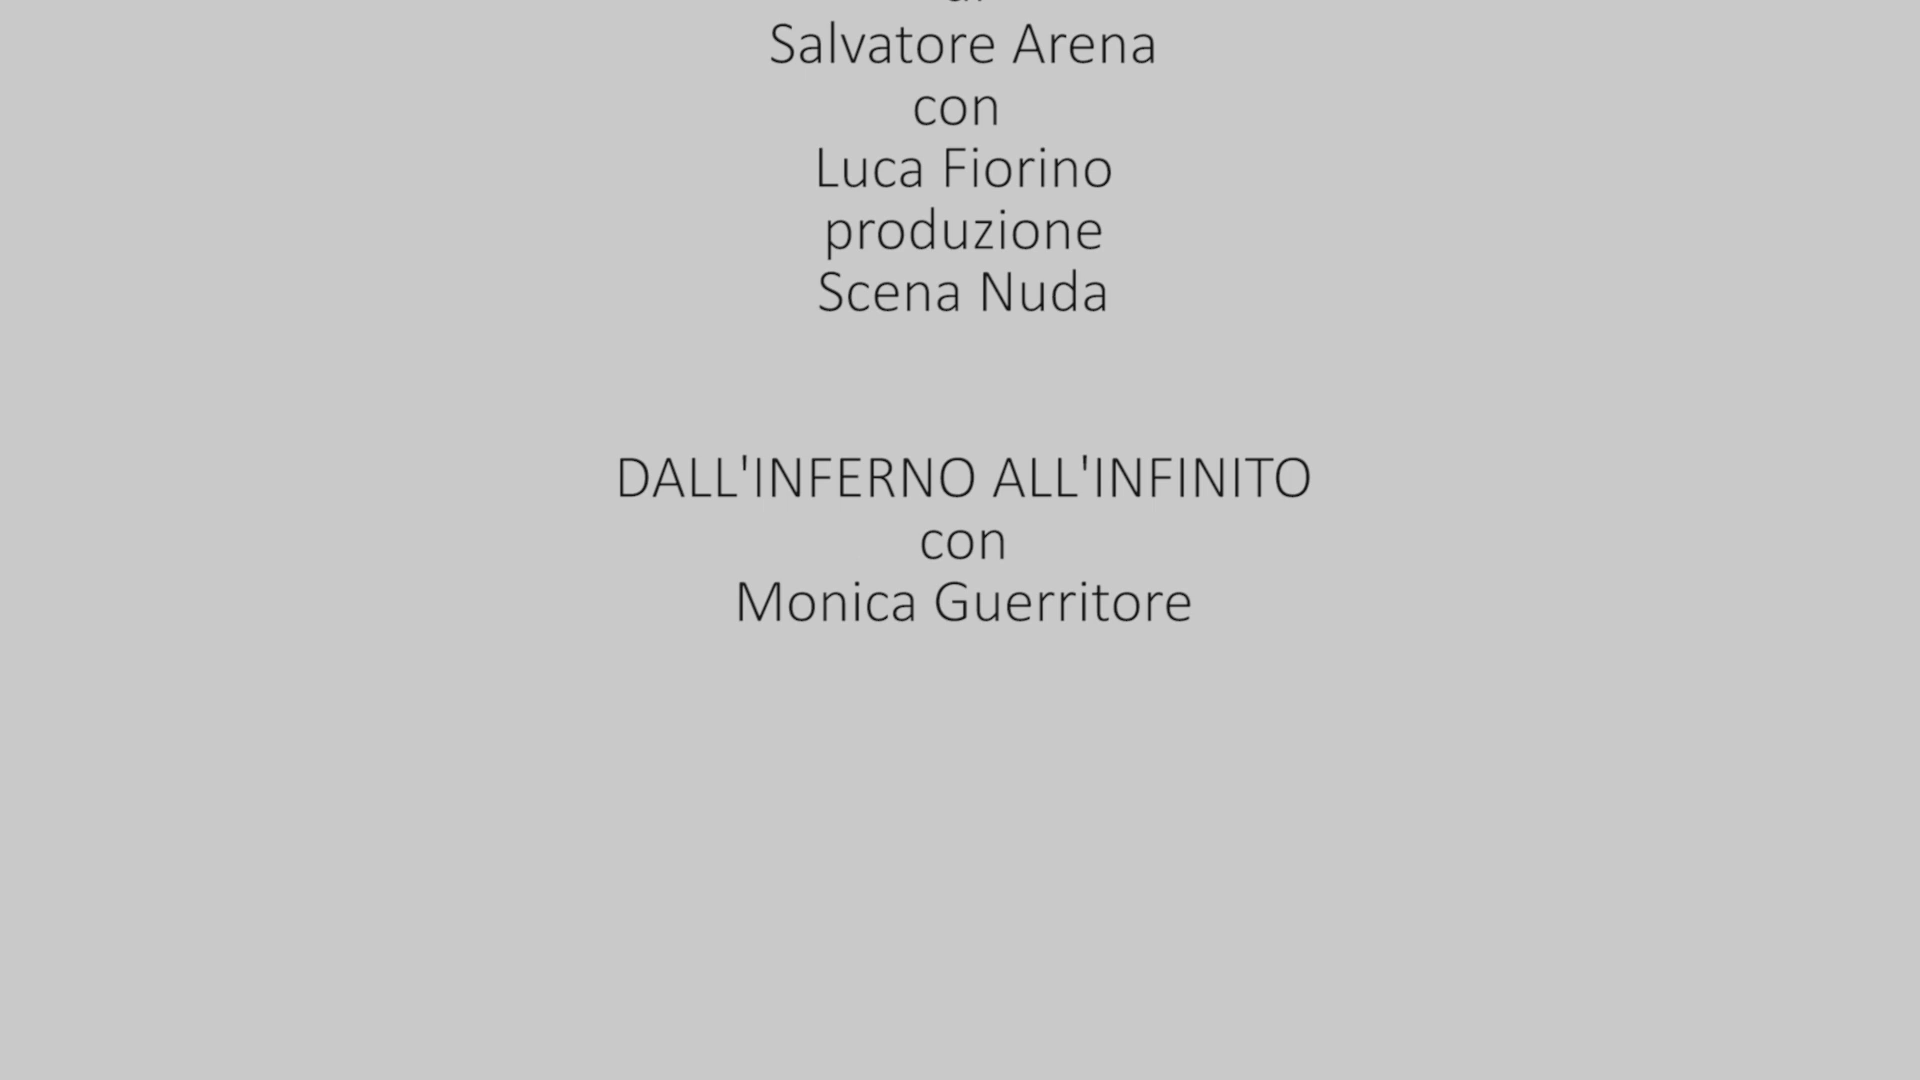 Salvatore Arena
con
Luca Fiorino
produzione
Scena Nuda
DALL'INFERNO ALL'INFINITO
con
Monica Guerritore